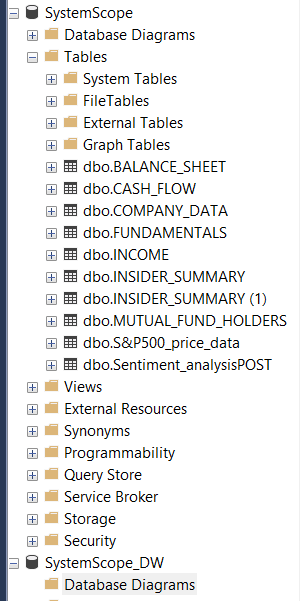 SystemScope
Database Diagrams
Tables
System Tables
FileTables
External Tables
Graph Tables
dbo.BALANCE_SHEET
dbo.CASH_FLOW
dbo.COMPANY_DATA
dbo.FUNDAMENTALS
dbo.INCOME
dbo.INSIDER_SUMMARY
dbo.INSIDER_SUMMARY (1)
dbo.MUTUAL_FUND_HOLDERS
dbo.S&P500_price_data
dbo.Sentiment_analysisPOST
Views
External Resources
Synonyms
Programmability
Query Store
Service Broker
Storage
Security
SystemScope_DW
Database Diagrams